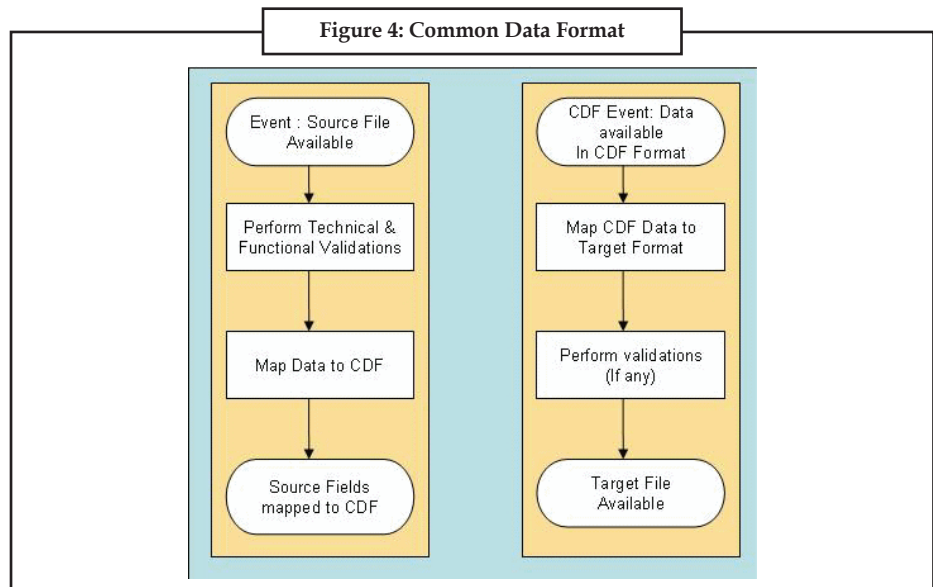 Figure 4: Common Data Format
Event : Source File
Available
Perform Technical &
Functional Validations
Map Data to CDF
Source Fields
mapped to CDF
CDF Event: Data
available
In CDF Format
Map CDF Data to
Target Format
Perform validations
(If any)
Target File
Available